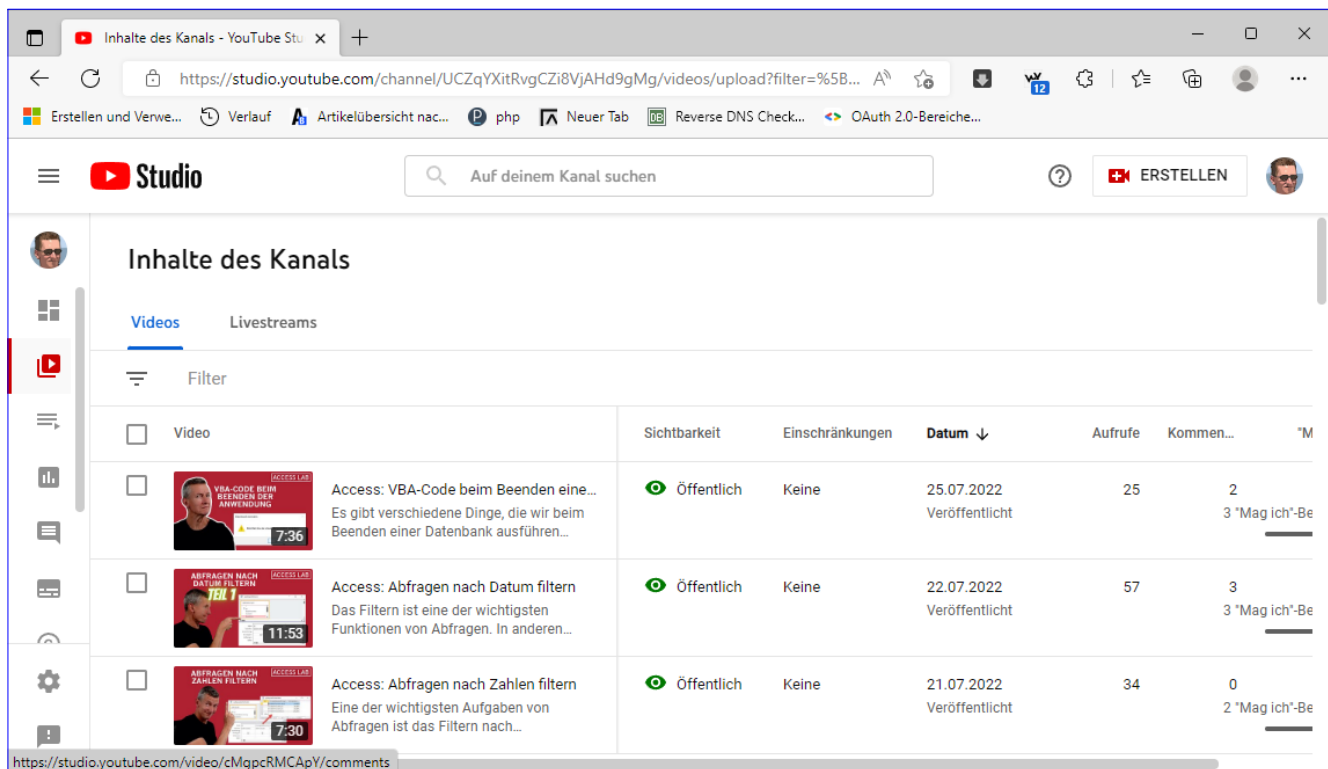 Inhalte des Kanals - YouTube Stu
https://studio.youtube.com/channel/UCZqYXitRvgCZi8VjAHd9gMg/videos/upload?filter=%5B...
12
Erstellen und Verwe... Verlauf Artikelübersicht nac... php Neuer Tab DB Reverse DNS Check... OAuth 2.0-Bereiche...
Studio Auf deinem Kanal suchen ERSTELLEN
Inhalte des Kanals
Videos Livestreams
Filter
Video Sichtbarkeit Einschränkungen Datum Aufrufe Kommen... "M
ACCESS LAB
VBA-CODE BEIM
BEENDEN DER
ANWENDUNG
7:36
Access: VBA-Code beim Beenden eine... Öffentlich Keine 25.07.2022 25 2
Es gibt verschiedene Dinge, die wir beim Veröffentlicht 3 "Mag ich"-Be
Beenden einer Datenbank ausführen...
ABFRAGEN NACH ACCESS LAB
DATUM FILTERN
TEIL 1
11:53
Access: Abfragen nach Datum filtern Öffentlich Keine 22.07.2022 57 3
Das Filtern ist eine der wichtigsten Veröffentlicht 3 "Mag ich"-Be
Funktionen von Abfragen. In anderen...
ABFRAGEN NACH ACCESS LAB
ZAHLEN FILTERN
7:30
Access: Abfragen nach Zahlen filtern Öffentlich Keine 21.07.2022 34 0
Eine der wichtigsten Aufgaben von Veröffentlicht 2 "Mag ich"-Be
Abfragen ist das Filtern nach...
https://studio.youtube.com/video/cMgpcRMCApY/comments